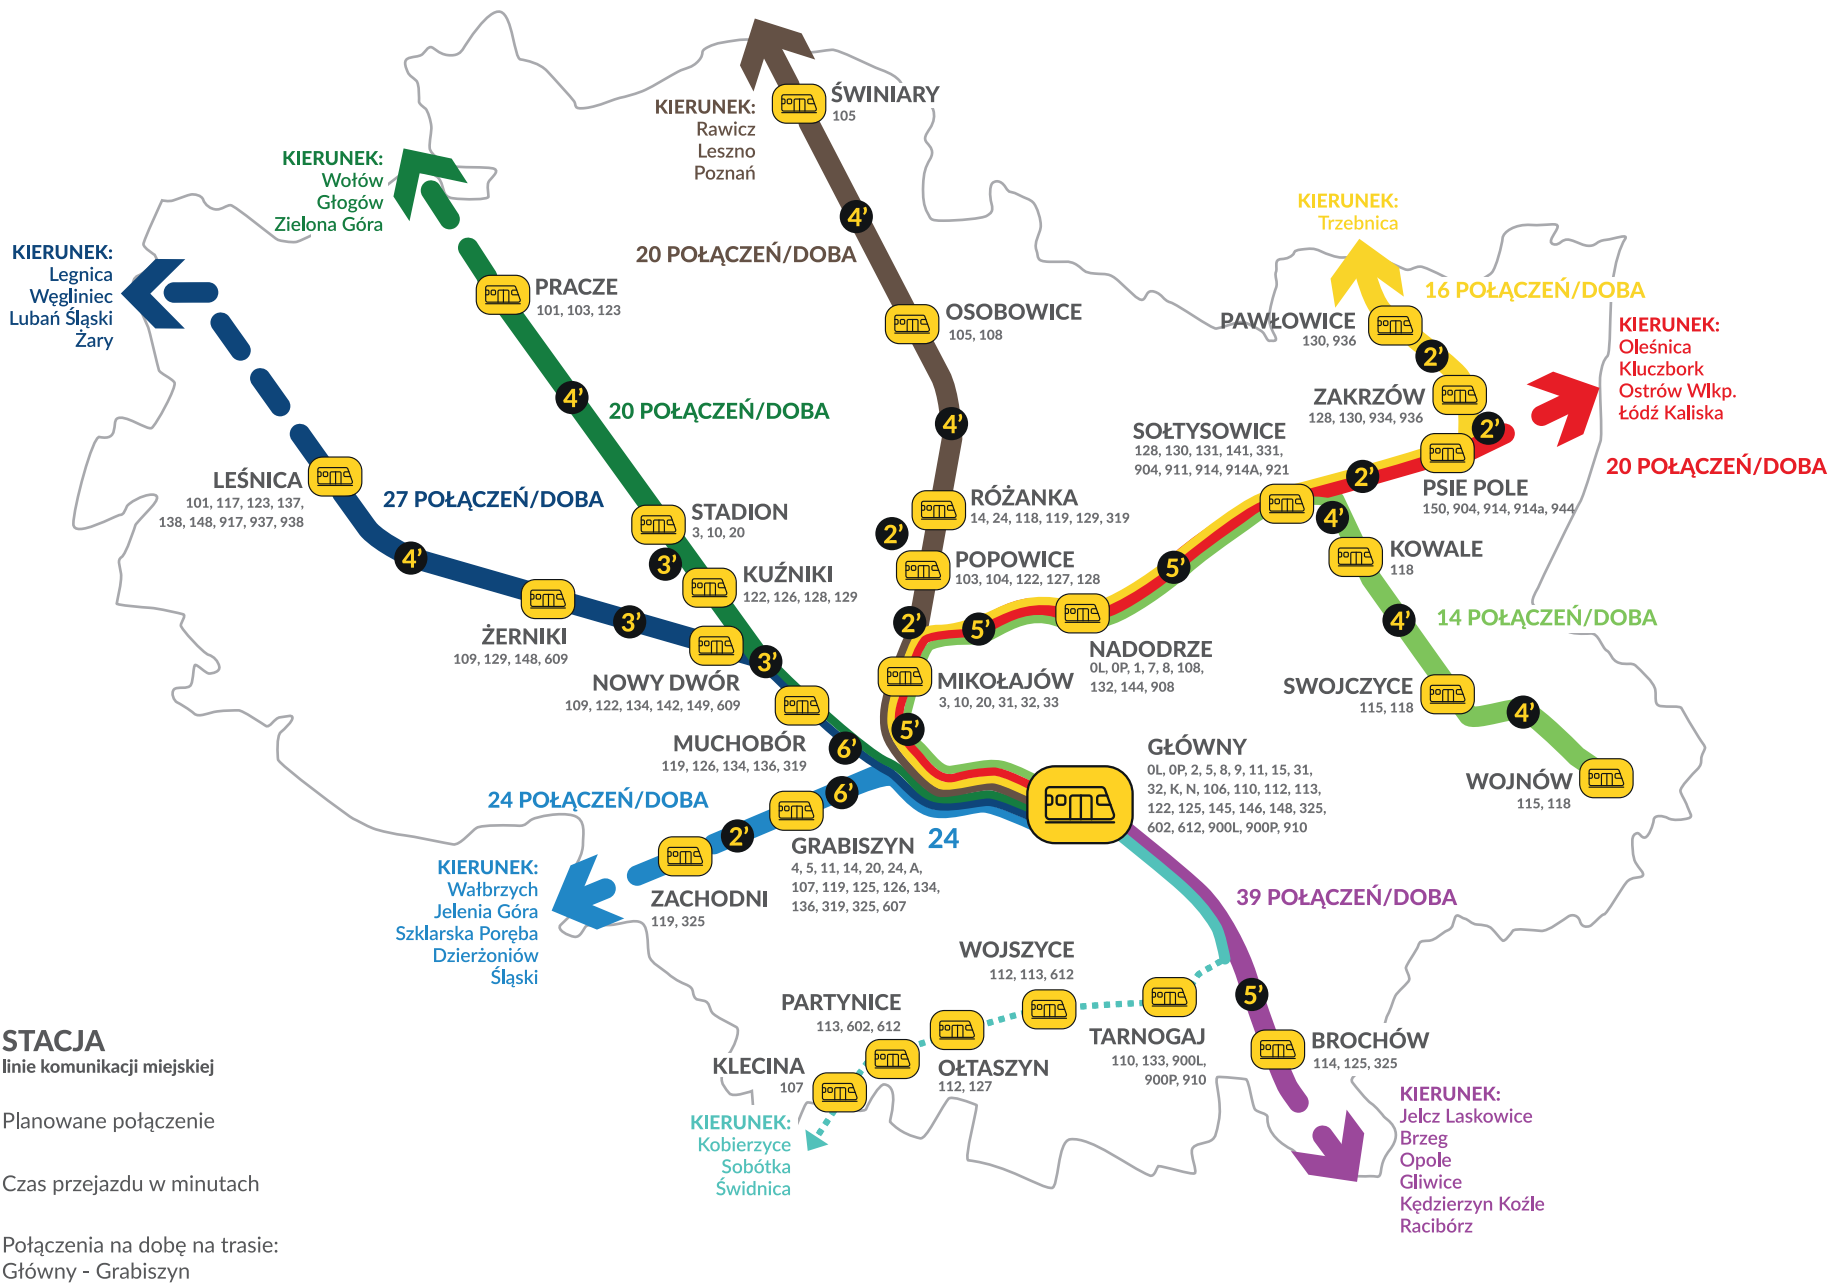 ŚWINIARY
105
KIERUNEK:
Rawicz
Leszno
Poznań
KIERUNEK:
Wołów
Głogów
Zielona Góra
KIERUNEK:
Legnica
Węgliniec
Lubań Śląski
Żary
KIERUNEK:
Trzebnica
4'
20 POŁĄCZEŃ/DOBA
PRACZE
101, 103, 123
OSOBOWICE
105, 108
16 POŁĄCZEŃ/DOBA
PAWŁOWICE
130, 936
2'
KIERUNEK:
Oleśnica
Kluczbork
Ostrów Wlkp.
Łódź Kaliska
20 POŁĄCZEŃ/DOBA
ZAKRZÓW
128, 130, 934, 936
2'
4'
20 POŁĄCZEŃ/DOBA
4'
SOŁTYSOWICE
128, 130, 131, 141, 331,
904, 911, 914, 914A, 921
2'
PSIE POLE
150, 904, 914, 914a, 944
LEŚNICA
101, 117, 123, 137,
138, 148, 917, 937, 938
27 POŁĄCZEŃ/DOBA
STADION
3, 10, 20
RÓŻANKA
14, 24, 118, 119, 129, 319
2'
4'
KOWALE
118
4'
3'
KUŹNIKI
122, 126, 128, 129
POPOWICE
103, 104, 122, 127, 128
5'
ŻERNIKI
109, 129, 148, 609
3'
2'
5'
NADODRZE
0L, 0P, 1, 7, 8, 108,
132, 144, 908
4'
14 POŁĄCZEŃ/DOBA
3'
NOWY DWÓR
109, 122, 134, 142, 149, 609
MIKOŁAJÓW
3, 10, 20, 31, 32, 33
SWOJCZYCE
115, 118
4'
MUCHOBÓR
119, 126, 134, 136, 319
6'
5'
GŁÓWNY
0L, 0P, 2, 5, 8, 9, 11, 15, 31,
32, K, N, 106, 110, 112, 113,
122, 125, 145, 146, 148, 325,
602, 612, 900L, 900P, 910
WOJNÓW
115, 118
24 POŁĄCZEŃ/DOBA
6'
2'
GRABISZYN
4, 5, 11, 14, 20, 24, A,
107, 119, 125, 126, 134,
136, 319, 325, 607
24
ZACHODNI
119, 325
KIERUNEK:
Wałbrzych
Jelenia Góra
Szklarska Poręba
Dzierżoniów
Śląski
39 POŁĄCZEŃ/DOBA
WOJSZYCE
112, 113, 612
PARTYNICE
113, 602, 612
5'
TARNOGAJ
110, 133, 900L,
900P, 910
BROCHÓW
114, 125, 325
KLECINA
107
OŁTASZYN
112, 127
KIERUNEK:
Kobierzyce
Sobótka
Świdnica
KIERUNEK:
Jelcz Laskowice
Brzeg
Opole
Gliwice
Kędzierzyn Koźle
Racibórz
STACJA
linie komunikacji miejskiej
Planowane połączenie
Czas przejazdu w minutach
Połączenia na dobę na trasie:
Główny - Grabiszyn